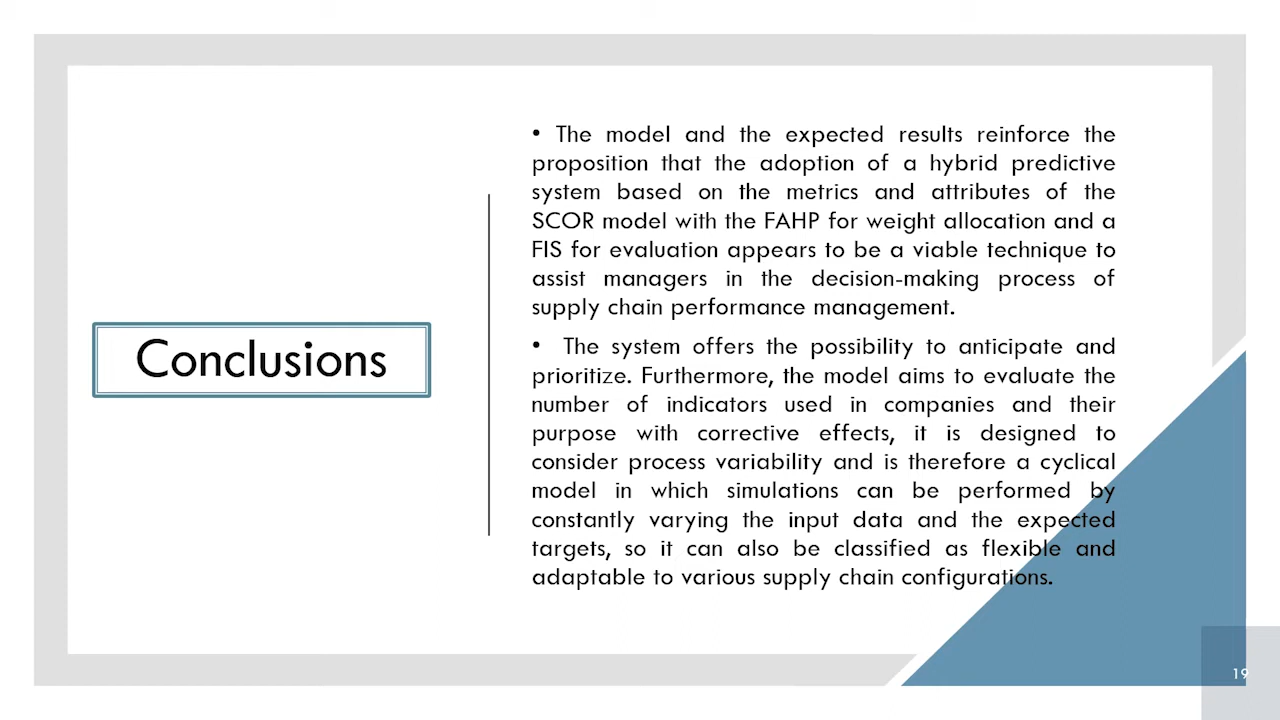 Conclusions
• The model and the expected results reinforce the
proposition that the adoption of a hybrid predictive
system based on the metrics and attributes of the
SCOR model with the FAHP for weight allocation and a
FIS for evaluation appears to be a viable technique to
assist managers in the decision-making process of
supply chain performance management.
• The system offers the possibility to anticipate and
prioritize. Furthermore, the model aims to evaluate the
number of indicators used in companies and their
purpose with corrective effects, it is designed to
consider process variability and is therefore a cyclical
model in which simulations can be performed by
constantly varying the input data and the expected
targets, so it can also be classified as flexible and
adaptable to various supply chain configurations.
19